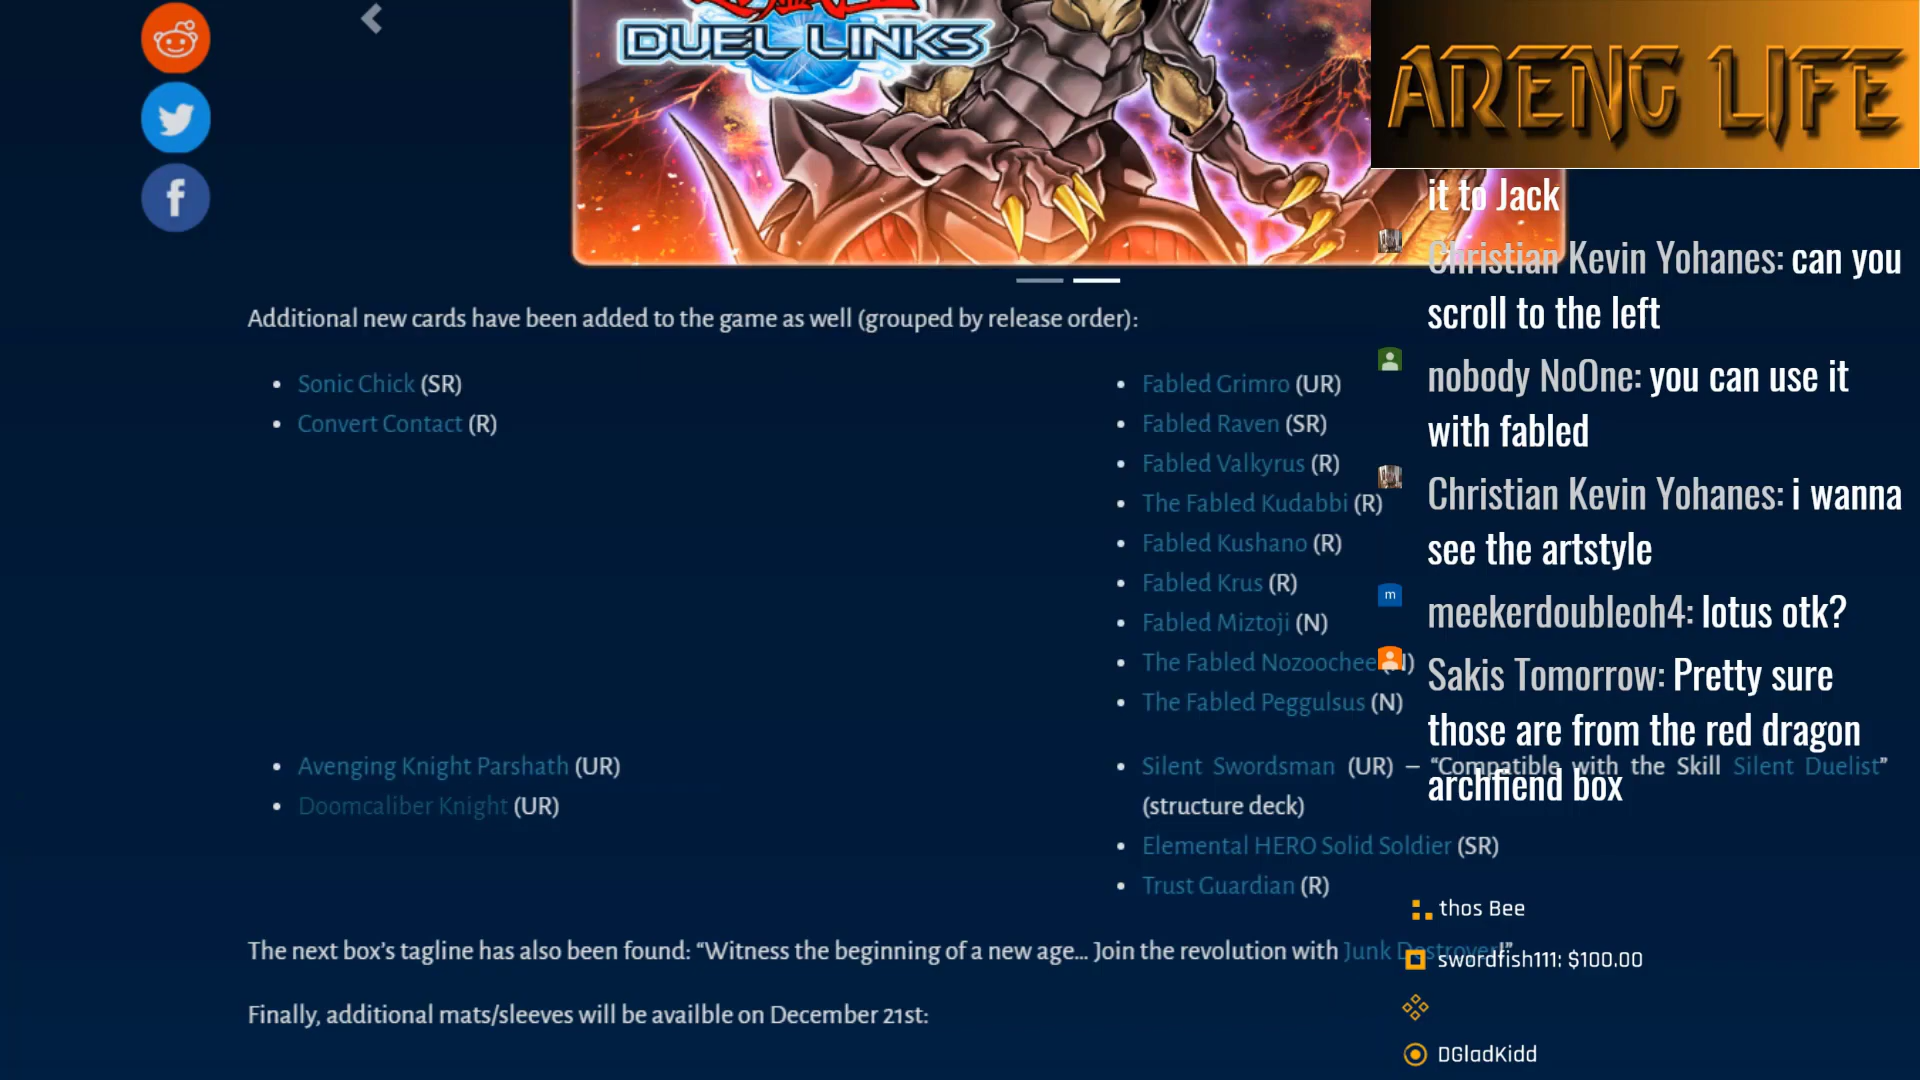 DUEL LINKS
ARENG LIFE
it to Jack
Christian Kevin Yohanes: can you
scroll to the left
nobody NoOne: you can use it
with fabled
Christian Kevin Yohanes: i wanna
see the artstyle
m
meekerdoubleoh4: lotus otk?
Sakis Tomorrow: Pretty sure
those are from the red dragon
archfiend box
Additional new cards have been added to the game as well (grouped by release order):
• Sonic Chick (SR)
• Convert Contact (R)
• Fabled Grimro (UR)
• Fabled Raven (SR)
• Fabled Valkyrus (R)
• The Fabled Kudabbi (R)
• Fabled Kushano (R)
• Fabled Krus (R)
• Fabled Miztoji (N)
• The Fabled Nozoochee (N)
• The Fabled Peggulsus (N)
• Avenging Knight Parshath (UR)
• Doomcaliber Knight (UR)
• Silent Swordsman (UR) – “Compatible with the Skill Silent Duelist”
(structure deck)
• Elemental HERO Solid Soldier (SR)
• Trust Guardian (R)
The next box’s tagline has also been found: “Witness the beginning of a new age... Join the revolution with Junk Destroyer!”
Finally, additional mats/sleeves will be availble on December 21st:
thos Bee
swordfish111: $100.00
DGladKidd